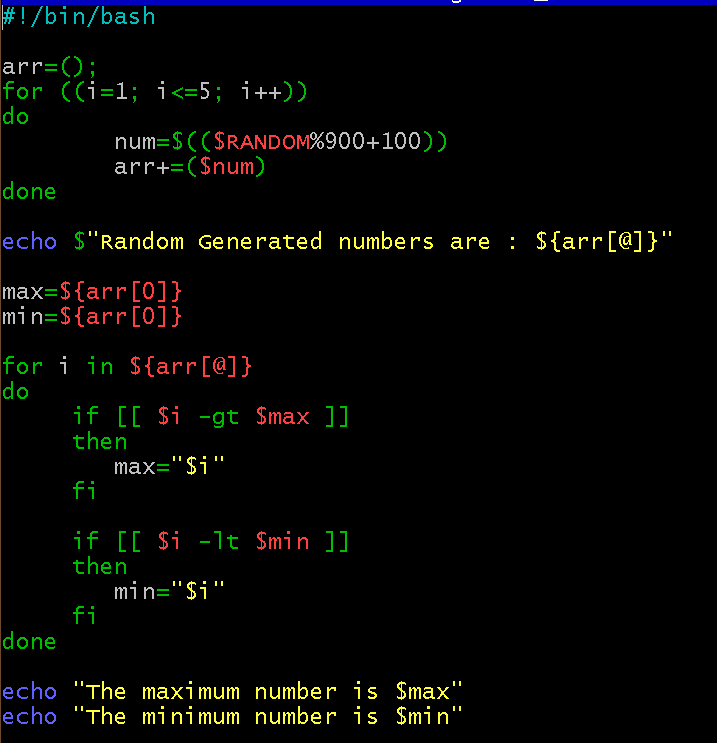 #!/bin/bash
arr=();
for ((i=1; i<=5; i++))
do
num=$(($RANDOM%900+100))
arr+=($num)
done
echo $"Random Generated numbers are : ${arr[@]}"
max=${arr[0]}
min=${arr[0]}
for i in ${arr[@]}
do
if [[ $i -gt $max ]]
then
max="$i"
fi
if [[ $i -lt $min ]]
then
min="$i"
fi
done
echo "The maximum number is $max"
echo "The minimum number is $min"